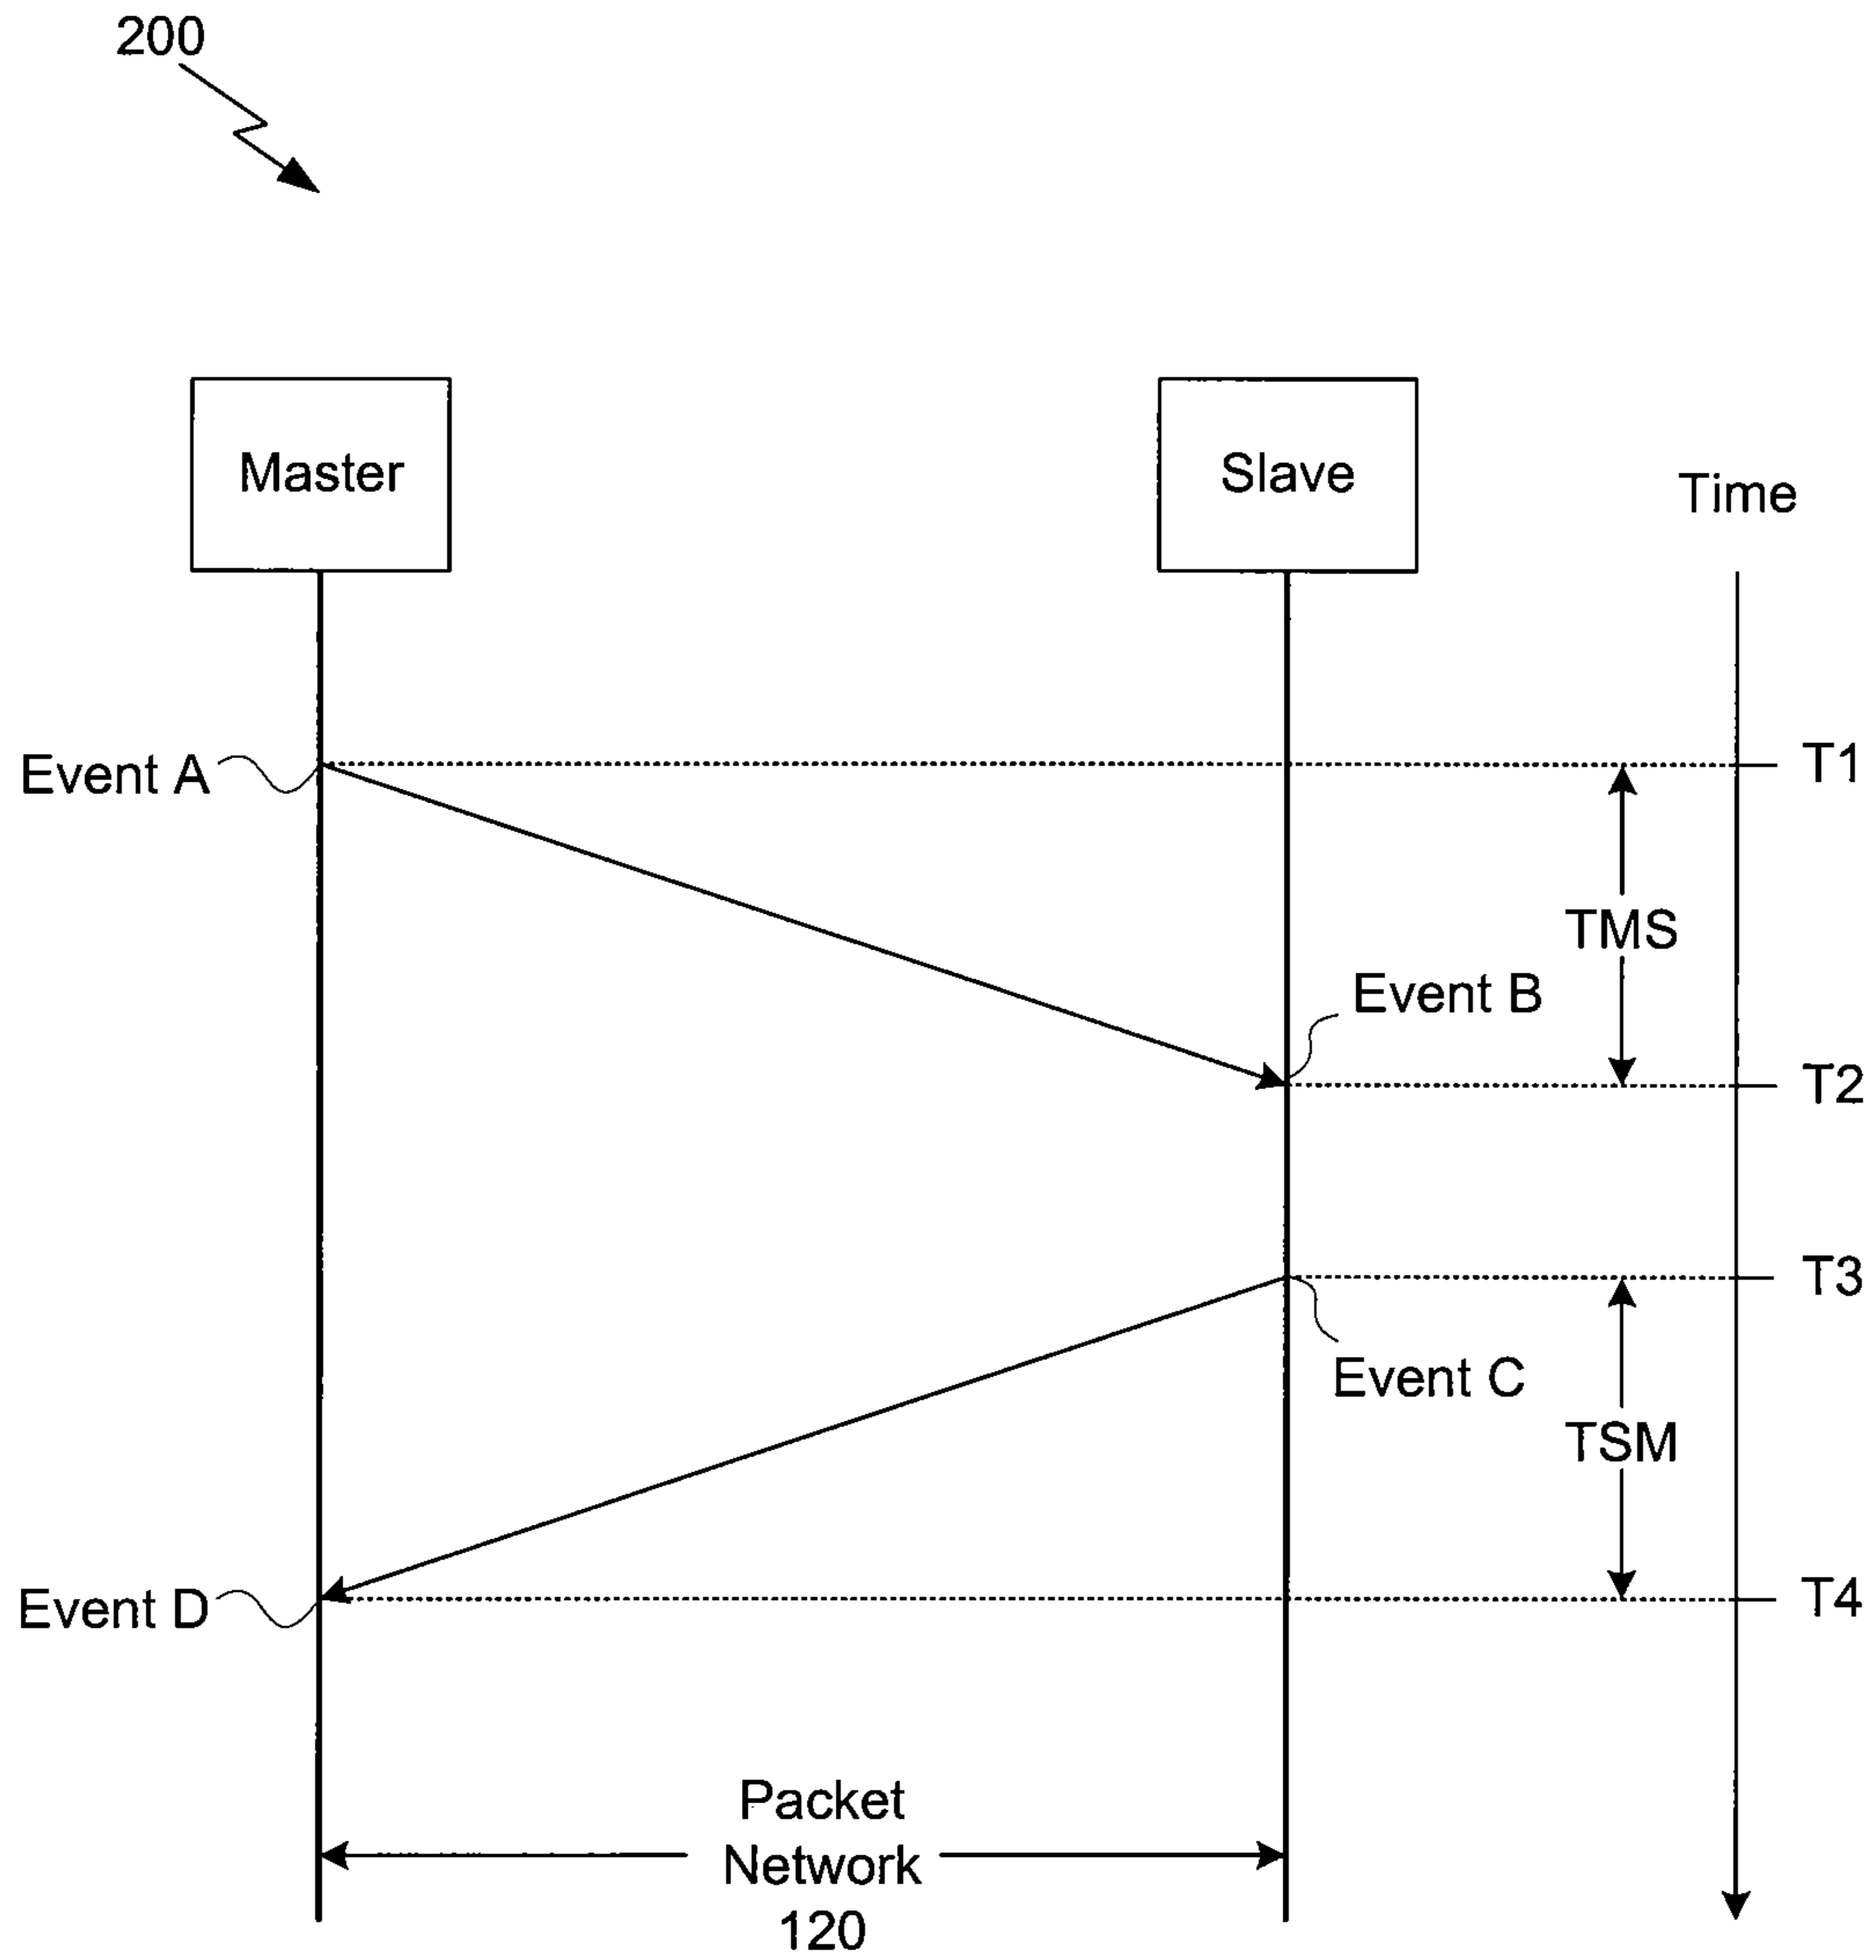 200
Master
Slave
Time
Event A
T1
TMS
Event B
T2
T3
Event C
TSM
Event D
T4
Packet
Network
120